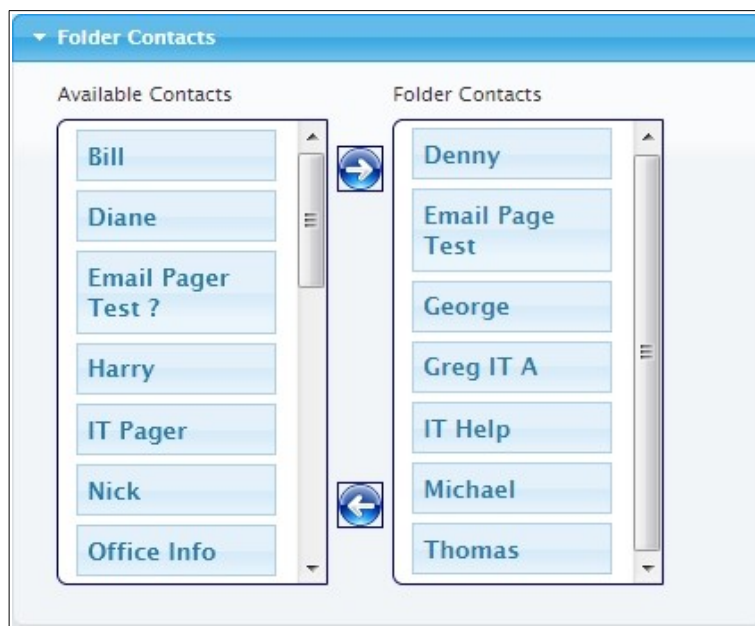 Folder Contacts
Available Contacts
Bill
Diane
Email Pager
Test ?
Harry
IT Pager
Nick
Office Info
Folder Contacts
Denny
Email Page
Test
George
Greg IT A
IT Help
Michael
Thomas